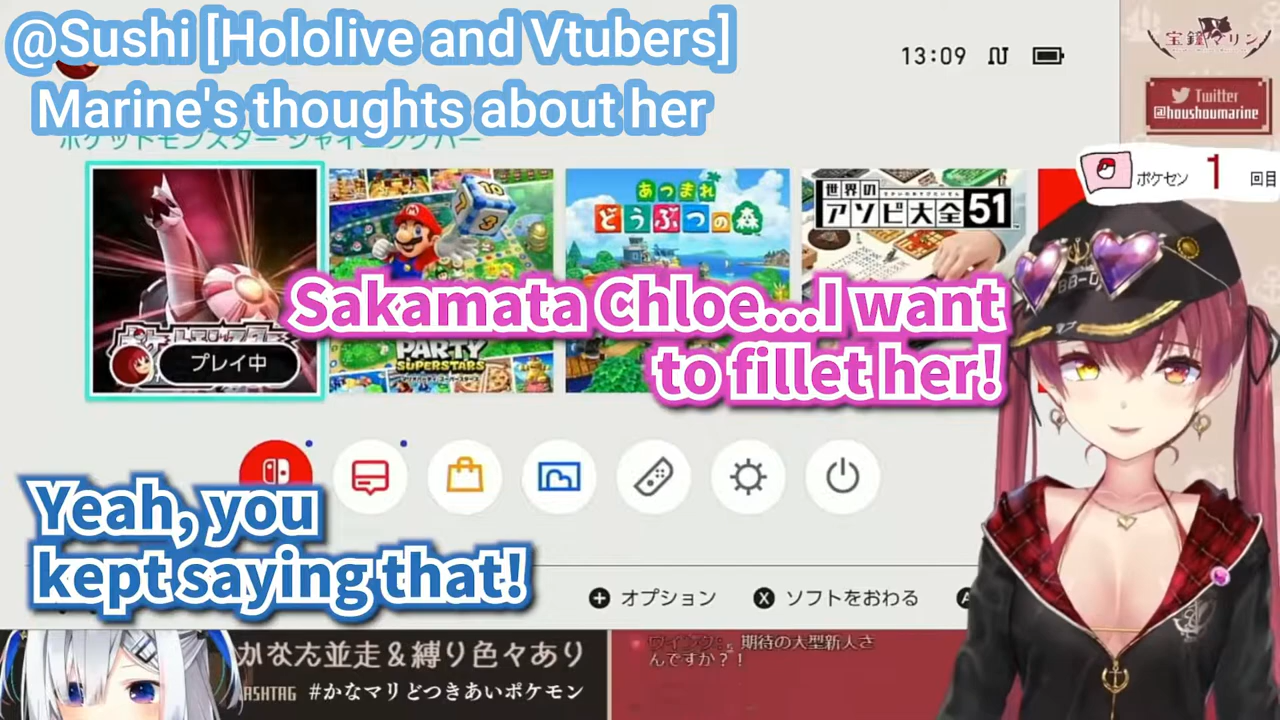 @Sushi [Hololive and Vtubers]
Marine's thoughts about her
13:09
宝鐘マリン
Twitter
@houshoumarine
ポケセン 1 回目
プレイ中
PARTY
SUPERSTARS
あつまれ
どうぶつの森
世界の
アソビ大全51
Sakamata Chloe...I want
to fillet her!
Yeah, you
kept saying that!
オプション
ソフトをおわる
かなた並走&縛り色々あり
#かなマリどつきあいポケモン
期待の大型新人さ
んですか?!